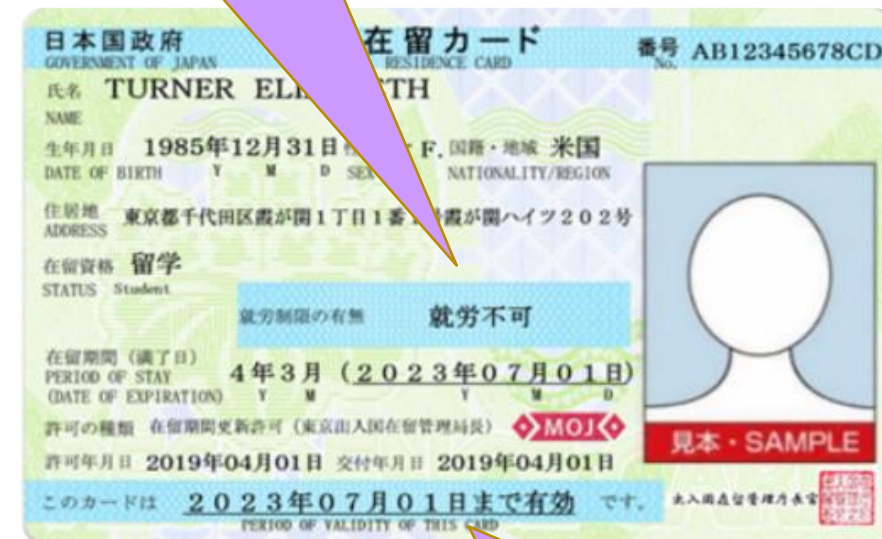 日本国政府 在留カード 番号 AB12345678CD
GOVERNMENT OF JAPAN RESIDENCE CARD No.
氏名 TURNER
NAME
生年月日 1985年12月31日 F. 国籍・地域 米国
DATE OF BIRTH Y M D SEX NATIONALITY/REGION
住居地 東京都千代田区霞が関1丁目1番 号霞が関ハイツ202号
ADDRESS
在留資格 留学
STATUS Student
就労制限の有無 就労不可
在留期間(満了日)
PERIOD OF STAY 4年3月(2023年07月01日)
(DATE OF EXPIRATION) Y M Y M D
許可の種類 在留期間更新許可(東京出入国在留管理局長) MOJ
見本・SAMPLE
許可年月日 2019年04月01日 交付年月日 2019年04月01日
このカードは 2023年07月01日まで有効 です。
PERIOD OF VALIDITY OF THIS CARD